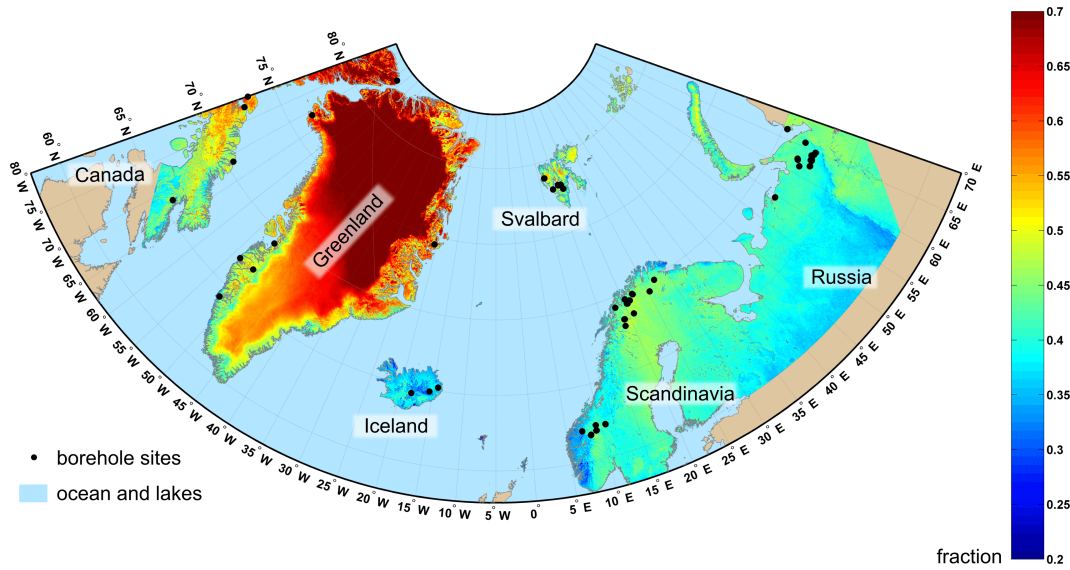 80° N
75° N
70° N
65° N
60° N
80° W
75° W
70° W
65° W
60° W
55° W
50° W
45° W
40° W
35° W
30° W
25° W
20° W
15° W
10° W
5° W
0°
5° E
10° E
15° E
20° E
25° E
30° E
35° E
40° E
45° E
50° E
55° E
60° E
65° E
70° E
Canada
Greenland
Svalbard
Russia
Scandinavia
Iceland
borehole sites
ocean and lakes
0.7
0.65
0.6
0.55
0.5
0.45
0.4
0.35
0.3
0.25
0.2
fraction